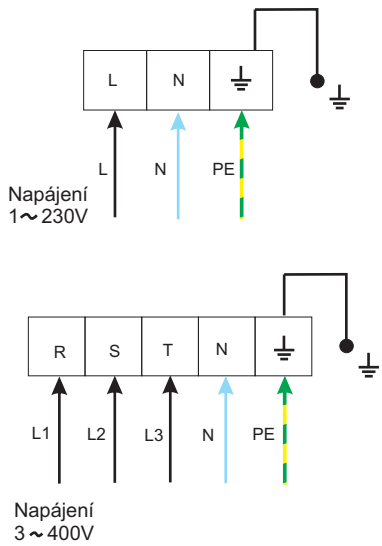 L N
L N PE
Napájení
1~230V
R S T N
L1 L2 L3 N PE
Napájení
3~400V